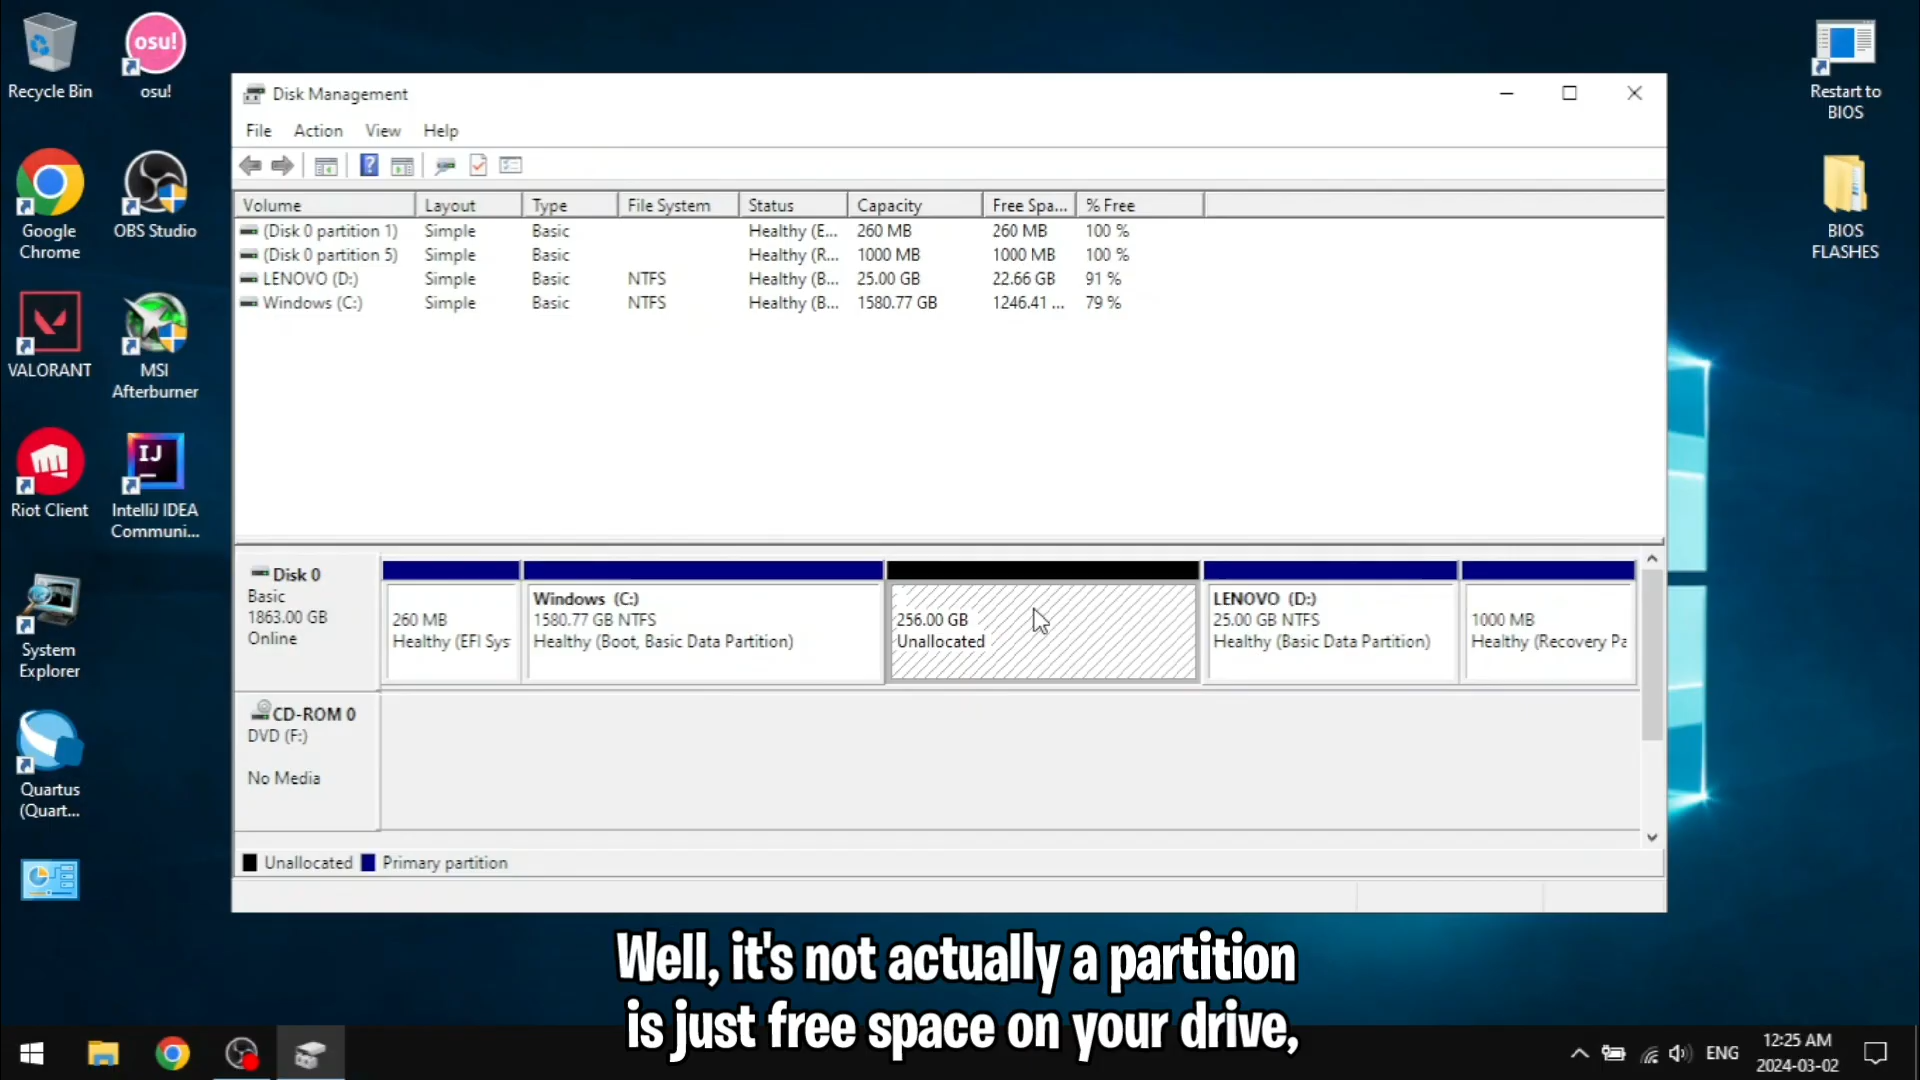 Recycle Bin
osu!
osu!
Google
Chrome
OBS Studio
VALORANT
MSI
Afterburner
Riot Client
IJ
IntelliJ IDEA
Communi...
System
Explorer
Quartus
(Quart...
Restart to
BIOS
BIOS
FLASHES
Disk Management
File Action View Help
Volume Layout Type File System Status Capacity Free Spa... % Free
(Disk 0 partition 1) Simple Basic Healthy (E... 260 MB 260 MB 100 %
(Disk 0 partition 5) Simple Basic Healthy (R... 1000 MB 1000 MB 100 %
LENOVO (D:) Simple Basic NTFS Healthy (B... 25.00 GB 22.66 GB 91 %
Windows (C:) Simple Basic NTFS Healthy (B... 1580.77 GB 1246.41 ... 79 %
Disk 0
Basic
1863.00 GB
Online
260 MB
Healthy (EFI Sys
Windows (C:)
1580.77 GB NTFS
Healthy (Boot, Basic Data Partition)
256.00 GB
Unallocated
LENOVO (D:)
25.00 GB NTFS
Healthy (Basic Data Partition)
1000 MB
Healthy (Recovery Pa
CD-ROM 0
DVD (F:)
No Media
Unallocated Primary partition
Well, it's not actually a partition
is just free space on your drive,
ENG
12:25 AM
2024-03-02